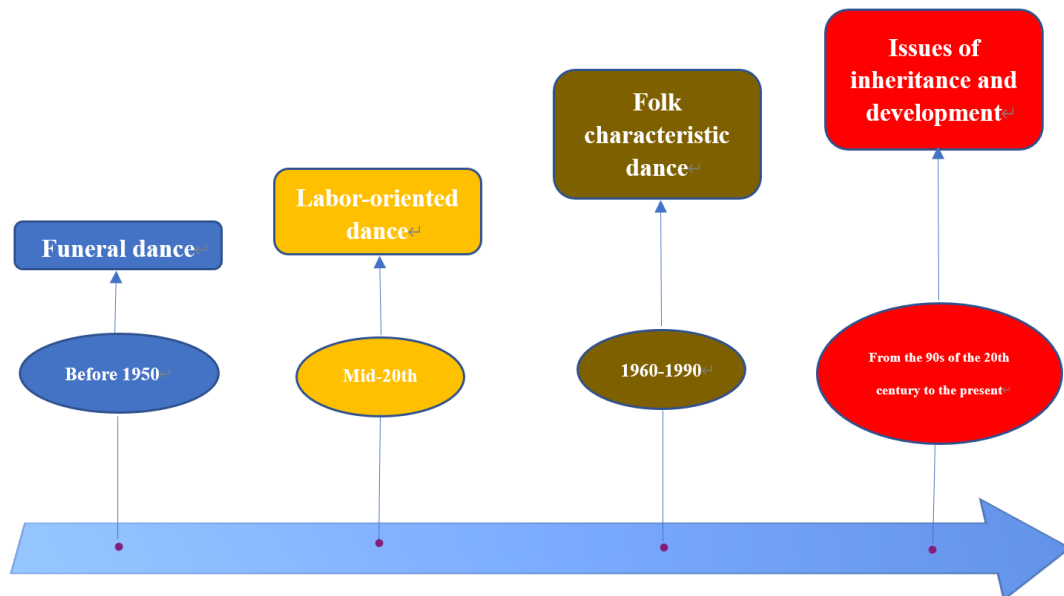 Issues of
inheritance and
development
Folk
characteristic
dance
Labor-oriented
dance
Funeral dance
Before 1950
Mid-20th
1960-1990
From the 90s of the 20th
century to the present